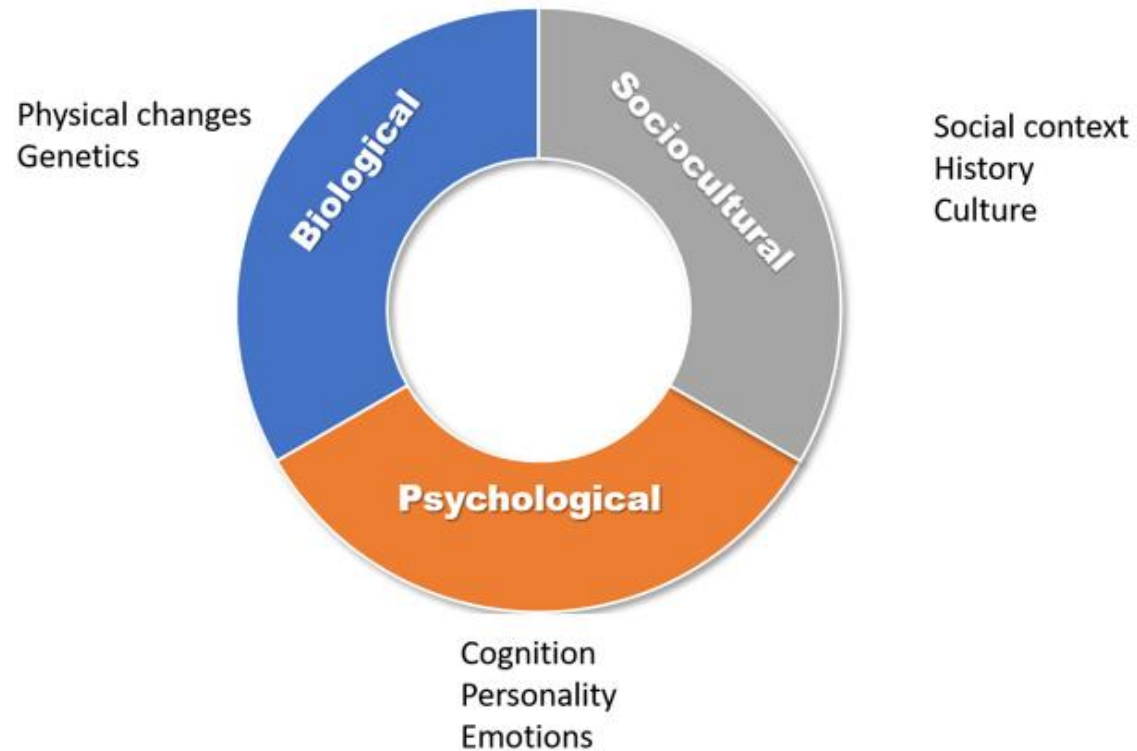 Physical changes
Genetics
Biological
Sociocultural
Social context
History
Culture
Psychological
Cognition
Personality
Emotions